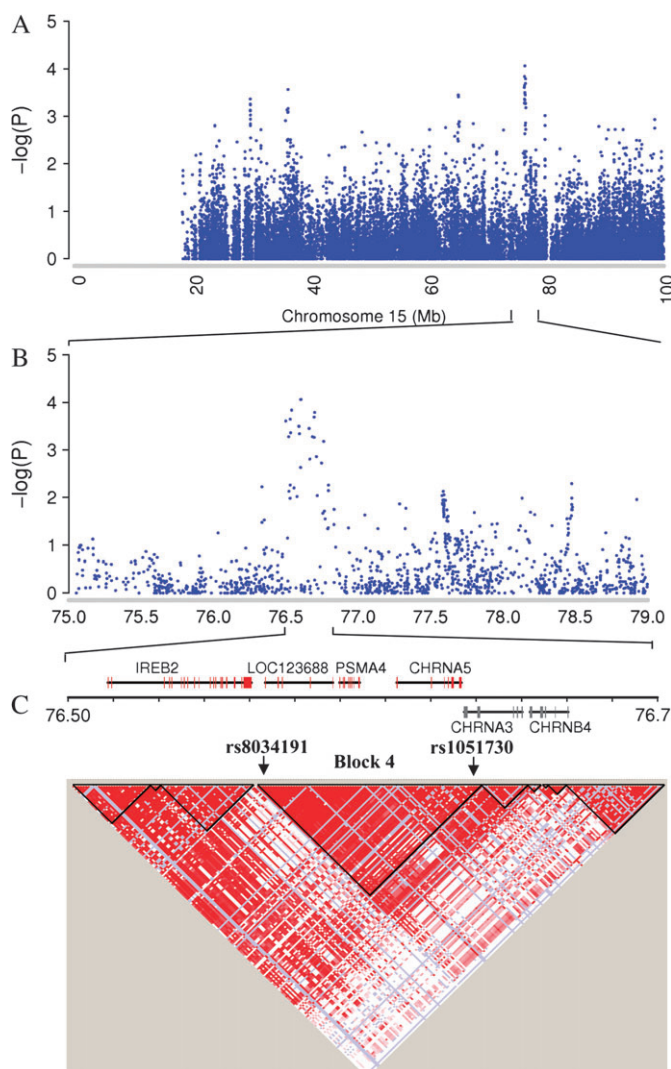 A
5
4
3
2
1
0
-log(P)
0
20
40
60
80
100
Chromosome 15 (Mb)
B
5
4
3
2
1
0
-log(P)
75.0
75.5
76.0
76.5
77.0
77.5
78.0
78.5
79.0
IREB2
LOC123688
PSMA4
CHRNA5
C
76.50
76.7
CHRNA3
CHRNB4
rs8034191
Block 4
rs1051730